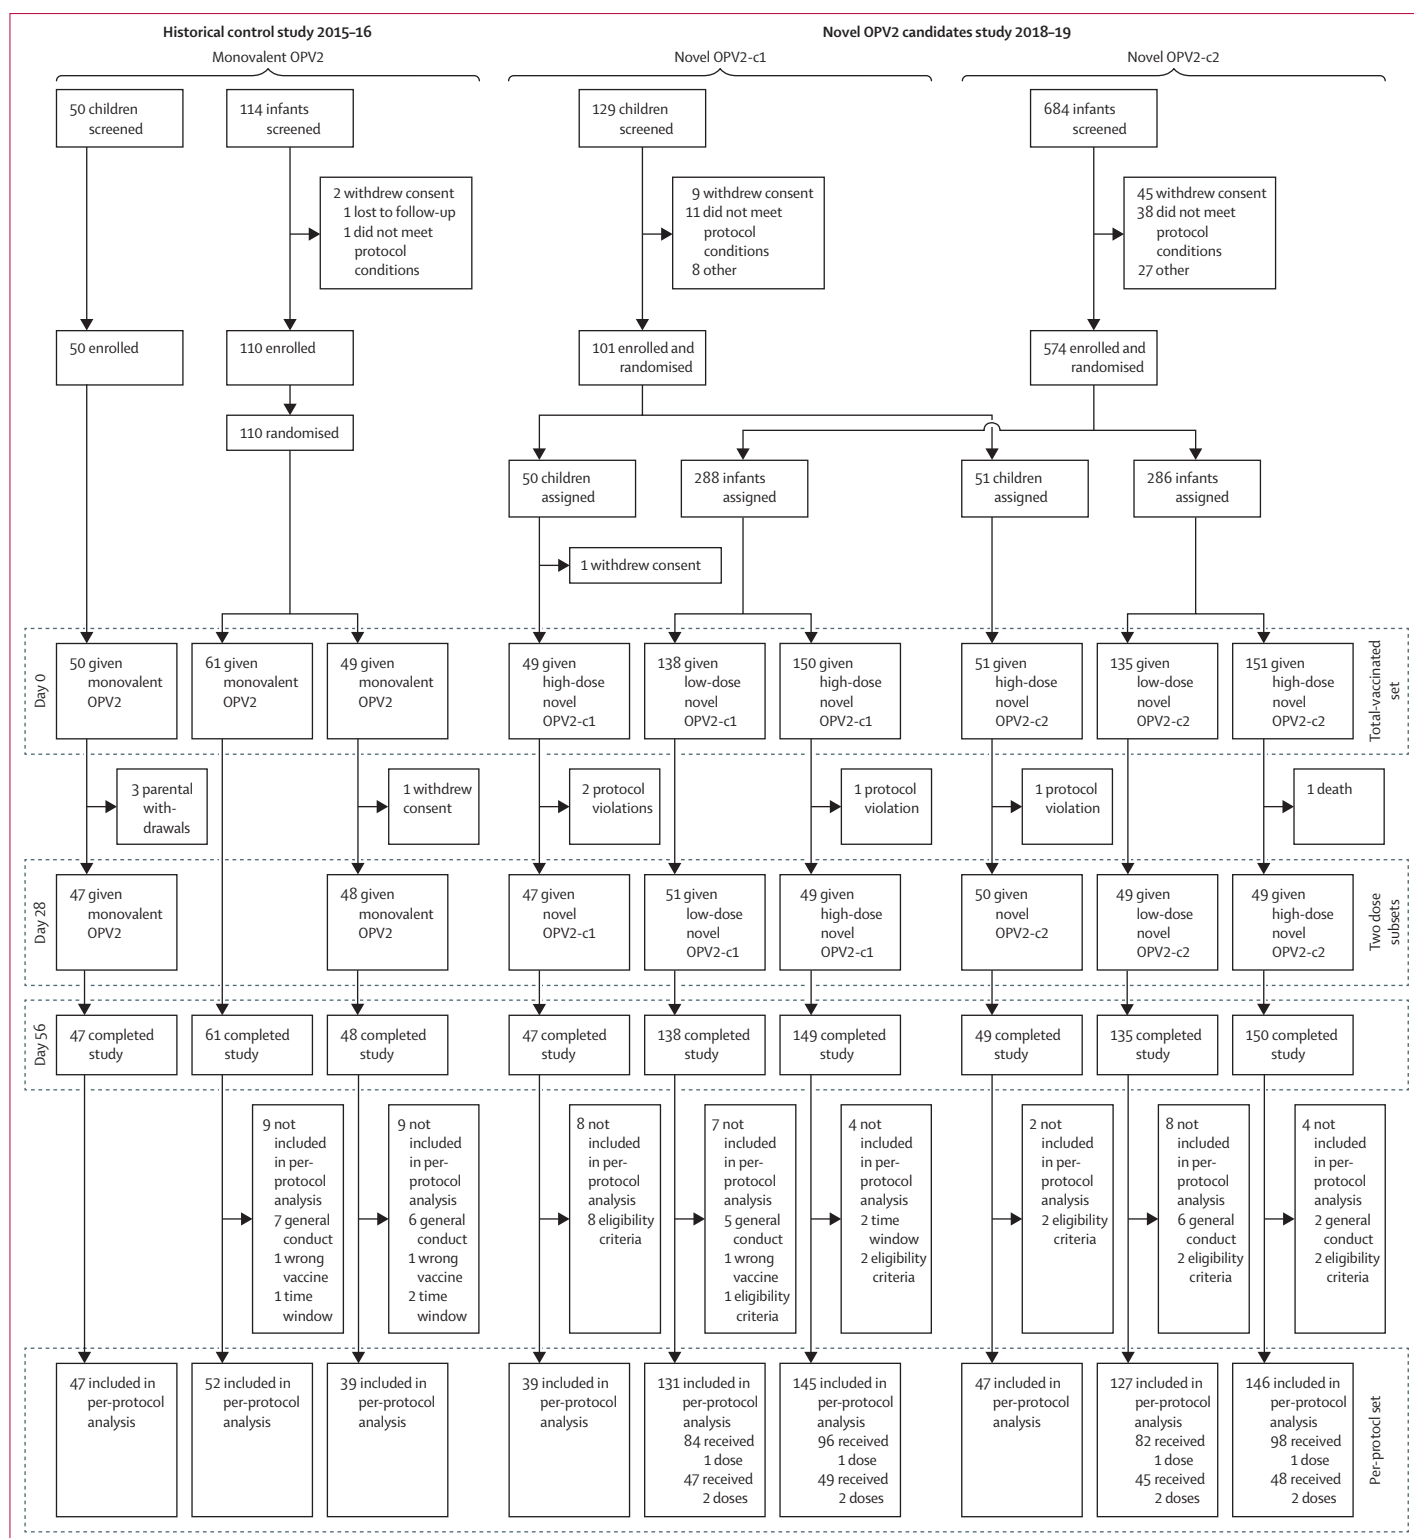 Historical control study 2015–16
Novel OPV2 candidates study 2018–19
Monovalent OPV2
Novel OPV2-c1
Novel OPV2-c2
50 children
screened
114 infants
screened
129 children
screened
684 infants
screened
2 withdrew consent
1 lost to follow-up
1 did not meet
protocol
conditions
9 withdrew consent
11 did not meet
protocol
conditions
8 other
45 withdrew consent
38 did not meet
protocol
conditions
27 other
50 enrolled
110 enrolled
101 enrolled and
randomised
574 enrolled and
randomised
110 randomised
50 children
assigned
288 infants
assigned
51 children
assigned
286 infants
assigned
1 withdrew consent
Day 0
50 given
monovalent
OPV2
61 given
monovalent
OPV2
49 given
monovalent
OPV2
49 given
high-dose
novel
OPV2-c1
138 given
low-dose
novel
OPV2-c1
150 given
high-dose
novel
OPV2-c1
51 given
high-dose
novel
OPV2-c2
135 given
low-dose
novel
OPV2-c2
151 given
high-dose
novel
OPV2-c2
Total-vaccinated
set
3 parental
with-
drawals
1 withdrew
consent
2 protocol
violations
1 protocol
violation
1 protocol
violation
1 death
Day 28
47 given
monovalent
OPV2
48 given
monovalent
OPV2
47 given
novel
OPV2-c1
51 given
low-dose
novel
OPV2-c1
49 given
high-dose
novel
OPV2-c1
50 given
novel
OPV2-c2
49 given
low-dose
novel
OPV2-c2
49 given
high-dose
novel
OPV2-c2
Two dose
subsets
Day 56
47 completed
study
61 completed
study
48 completed
study
47 completed
study
138 completed
study
149 completed
study
49 completed
study
135 completed
study
150 completed
study
9 not
included
in per-
protocol
analysis
7 general
conduct
1 wrong
vaccine
1 time
window
9 not
included
in per-
protocol
analysis
6 general
conduct
1 wrong
vaccine
2 time
window
8 not
included
in per-
protocol
analysis
8 eligibility
criteria
7 not
included
in per-
protocol
analysis
5 general
conduct
1 wrong
vaccine
1 eligibility
criteria
4 not
included
in per-
protocol
analysis
2 time
window
2 eligibility
criteria
2 not
included
in per-
protocol
analysis
2 eligibility
criteria
8 not
included
in per-
protocol
analysis
6 general
conduct
2 eligibility
criteria
4 not
included
in per-
protocol
analysis
2 general
conduct
2 eligibility
criteria
47 included in
per-protocol
analysis
52 included in
per-protocol
analysis
39 included in
per-protocol
analysis
39 included in
per-protocol
analysis
131 included in
per-protocol
analysis
84 received
1 dose
47 received
2 doses
145 included in
per-protocol
analysis
96 received
1 dose
49 received
2 doses
47 included in
per-protocol
analysis
127 included in
per-protocol
analysis
82 received
1 dose
45 received
2 doses
146 included in
per-protocol
analysis
98 received
1 dose
48 received
2 doses
Per-protocl set